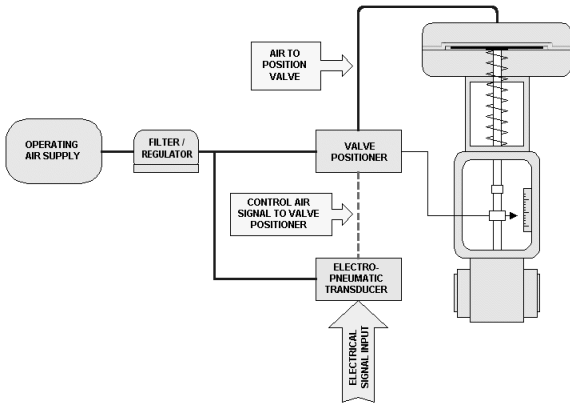 AIR TO
POSITION
VALVE
OPERATING
AIR SUPPLY
FILTER /
REGULATOR
VALVE
POSITIONER
CONTROL AIR
SIGNAL TO VALVE
POSITIONER
ELECTRO-
PNEUMATIC
TRANSDUCER
ELECTRICAL
SIGNAL INPUT